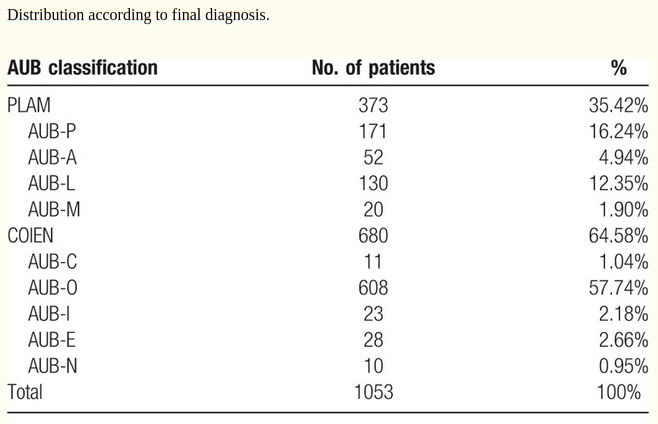 Distribution according to final diagnosis.
AUB classification No. of patients %
PLAM 373 35.42%
AUB-P 171 16.24%
AUB-A 52 4.94%
AUB-L 130 12.35%
AUB-M 20 1.90%
COIEN 680 64.58%
AUB-C 11 1.04%
AUB-O 608 57.74%
AUB-I 23 2.18%
AUB-E 28 2.66%
AUB-N 10 0.95%
Total 1053 100%